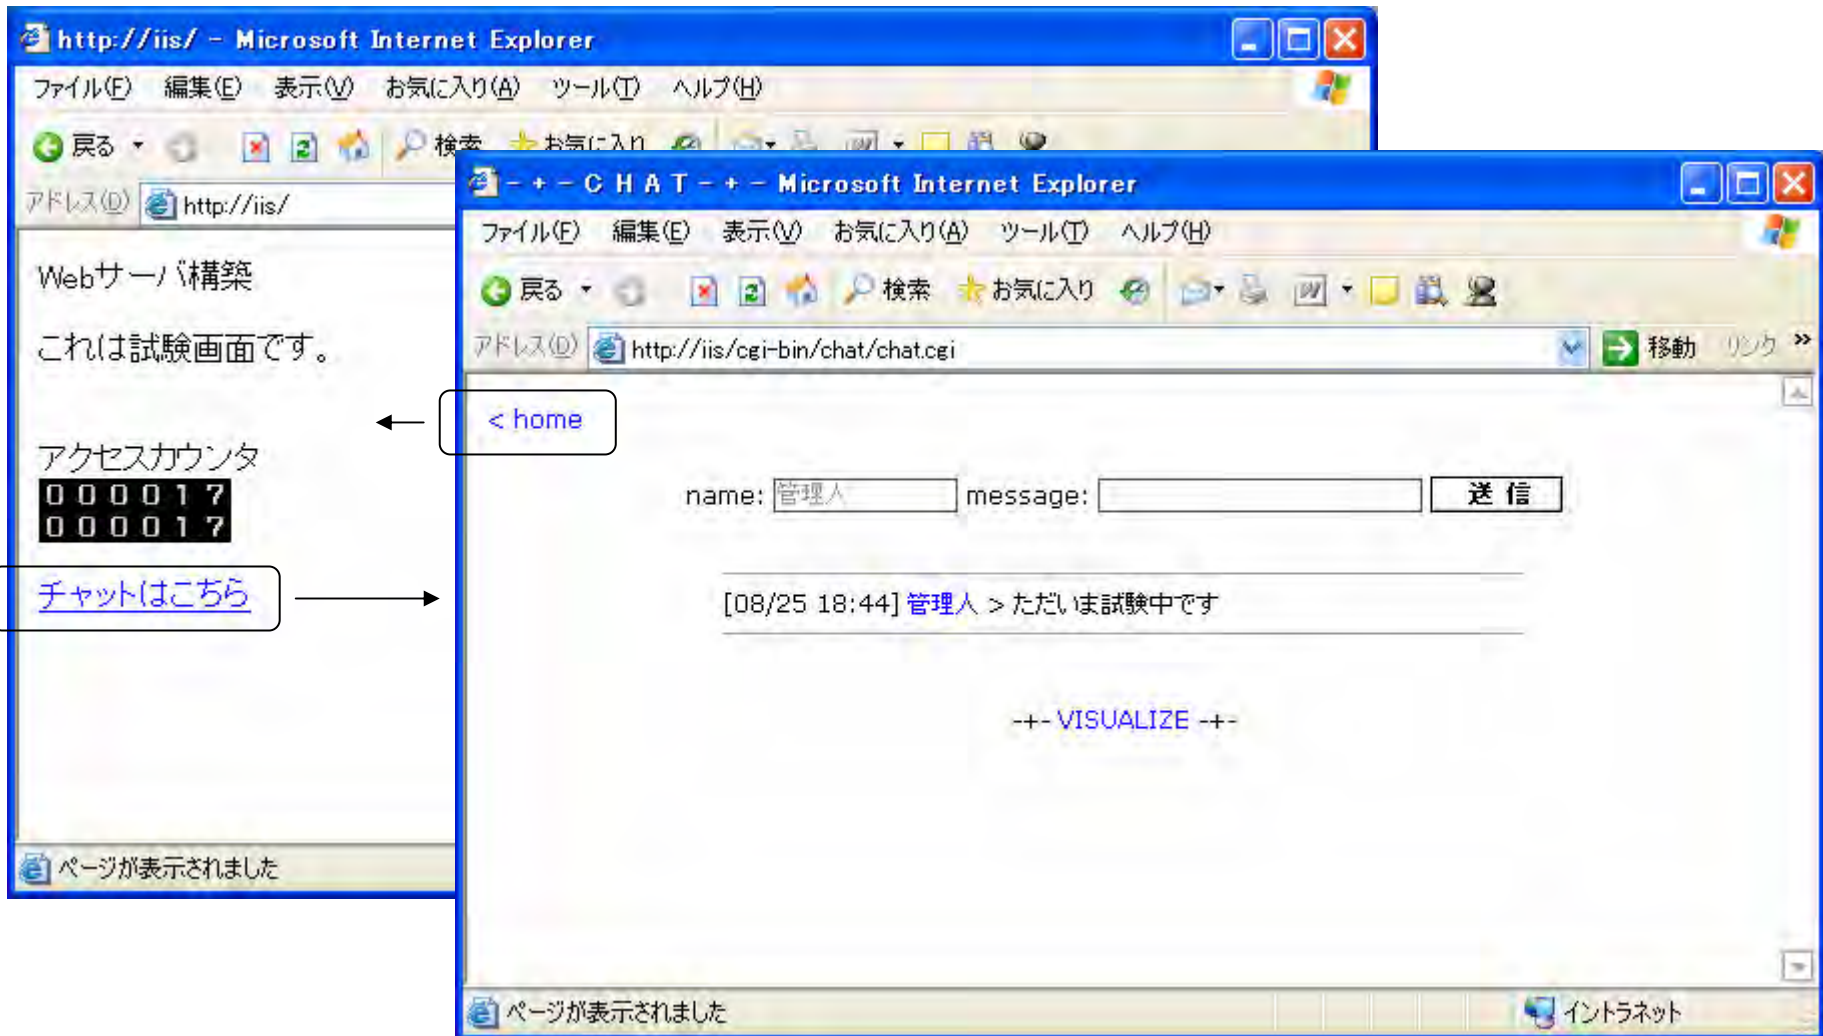 http://iis/ - Microsoft Internet Explorer
ファイル(F) 編集(E) 表示(V) お気に入り(A) ツール(T) ヘルプ(H)
戻る 検索 お気に入り
アドレス(D) http://iis/
Webサーバ構築
これは試験画面です。
アクセスカウンタ
000017
000017
チャットはこちら
ページが表示されました
- + - C H A T - + - Microsoft Internet Explorer
ファイル(F) 編集(E) 表示(V) お気に入り(A) ツール(T) ヘルプ(H)
戻る 検索 お気に入り
アドレス(D) http://iis/cgi-bin/chat/chat.cgi 移動 リンク »
< home
name: 管理人 message: 送信
[08/25 18:44] 管理人 > ただいま試験中です
-+- VISUALIZE -+-
ページが表示されました イントラネット